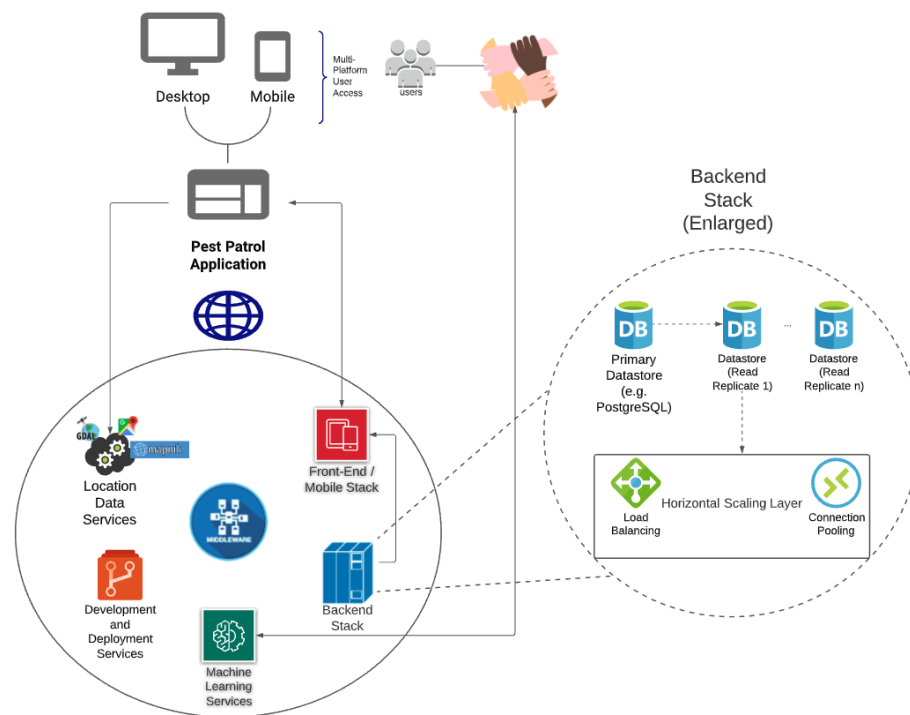 Desktop
Mobile
Multi-
Platform
User
Access
users
Pest Patrol
Application
Backend
Stack
(Enlarged)
DB
DB
...
DB
Primary
Datastore
(e.g.
PostgreSQL)
Datastore
(Read
Replicate 1)
Datastore
(Read
Replicate n)
GDAL
mapnik
Location
Data
Services
Front-End /
Mobile Stack
MIDDLEWARE
Load
Balancing
Horizontal Scaling Layer
Connection
Pooling
Development
and
Deployment
Services
Backend
Stack
Machine
Learning
Services